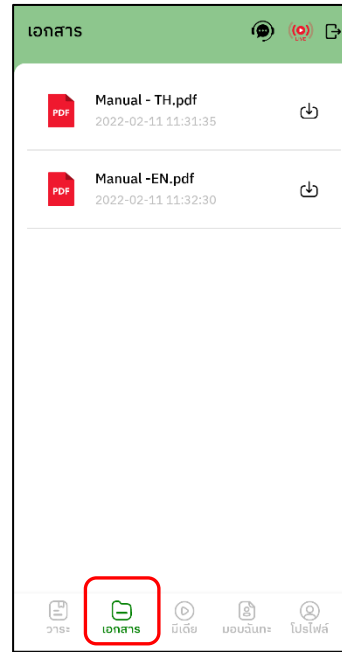 เอกสาร
LIVE
PDF
Manual - TH.pdf
2022-02-11 11:31:35
PDF
Manual -EN.pdf
2022-02-11 11:32:30
วาระ เอกสาร มีเดีย มอบฉันทะ โปรไฟล์